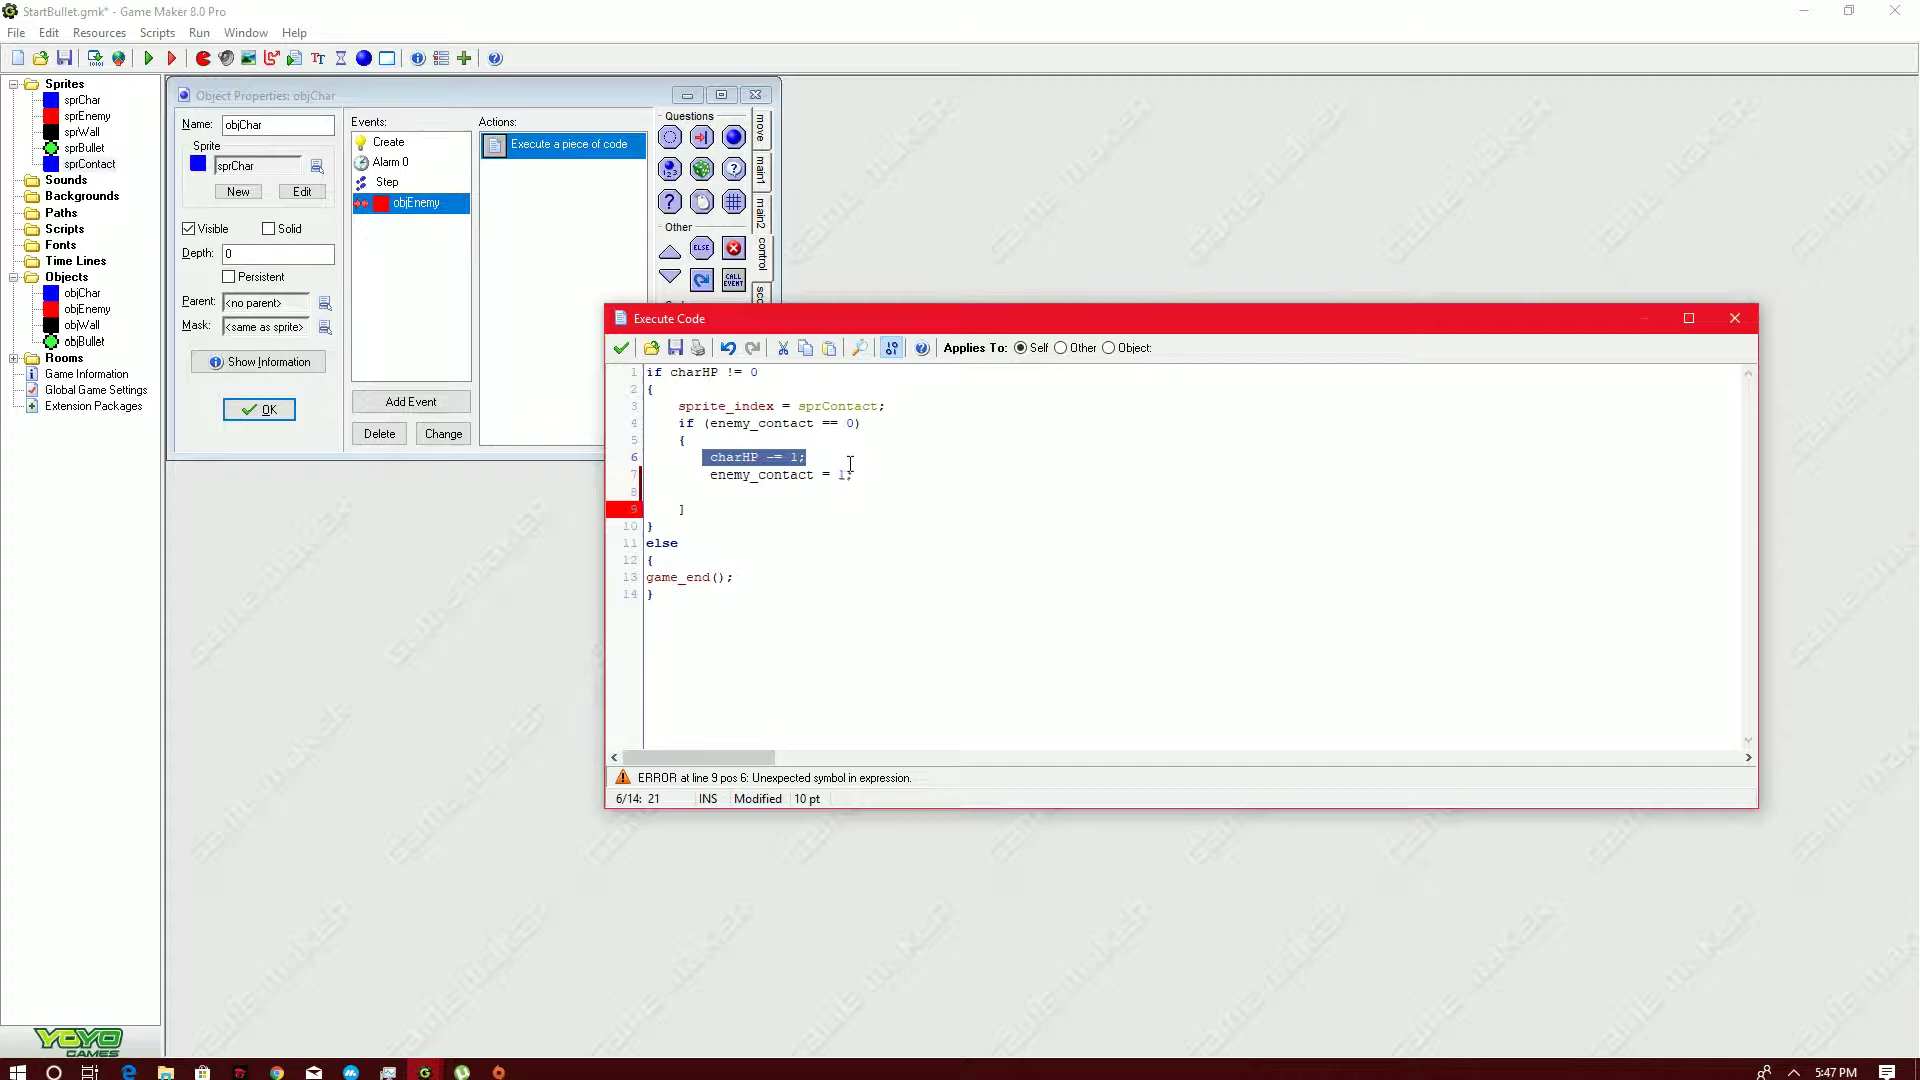 StartBullet.gmk* - Game Maker 8.0 Pro
File Edit Resources Scripts Run Window Help
Sprites
sprChar
sprEnemy
sprWall
sprBullet
sprContact
Sounds
Backgrounds
Paths
Scripts
Fonts
Time Lines
Objects
objChar
objEnemy
objWall
objBullet
Rooms
Game Information
Global Game Settings
Extension Packages
YOYO
GAMES
Object Properties: objChar
Name: objChar
Sprite
sprChar
New Edit
Visible Solid
Depth: 0
Persistent
Parent: <no parent>
Mask: <same as sprite>
Show Information
OK
Events:
Create
Alarm 0
Step
objEnemy
Add Event
Delete Change
Actions:
Execute a piece of code
Questions
Other
ELSE
CALL
EVENT
move
main1
main2
control
Execute Code
Applies To: Self Other Object:
1 if charHP != 0
2 {
3 sprite_index = sprContact;
4 if (enemy_contact == 0)
5 {
6 charHP -= 1;
7 enemy_contact = 1;
8
9 ]
10 }
11 else
12 {
13 game_end();
14 }
ERROR at line 9 pos 6: Unexpected symbol in expression.
6/14: 21 INS Modified 10 pt
5:47 PM